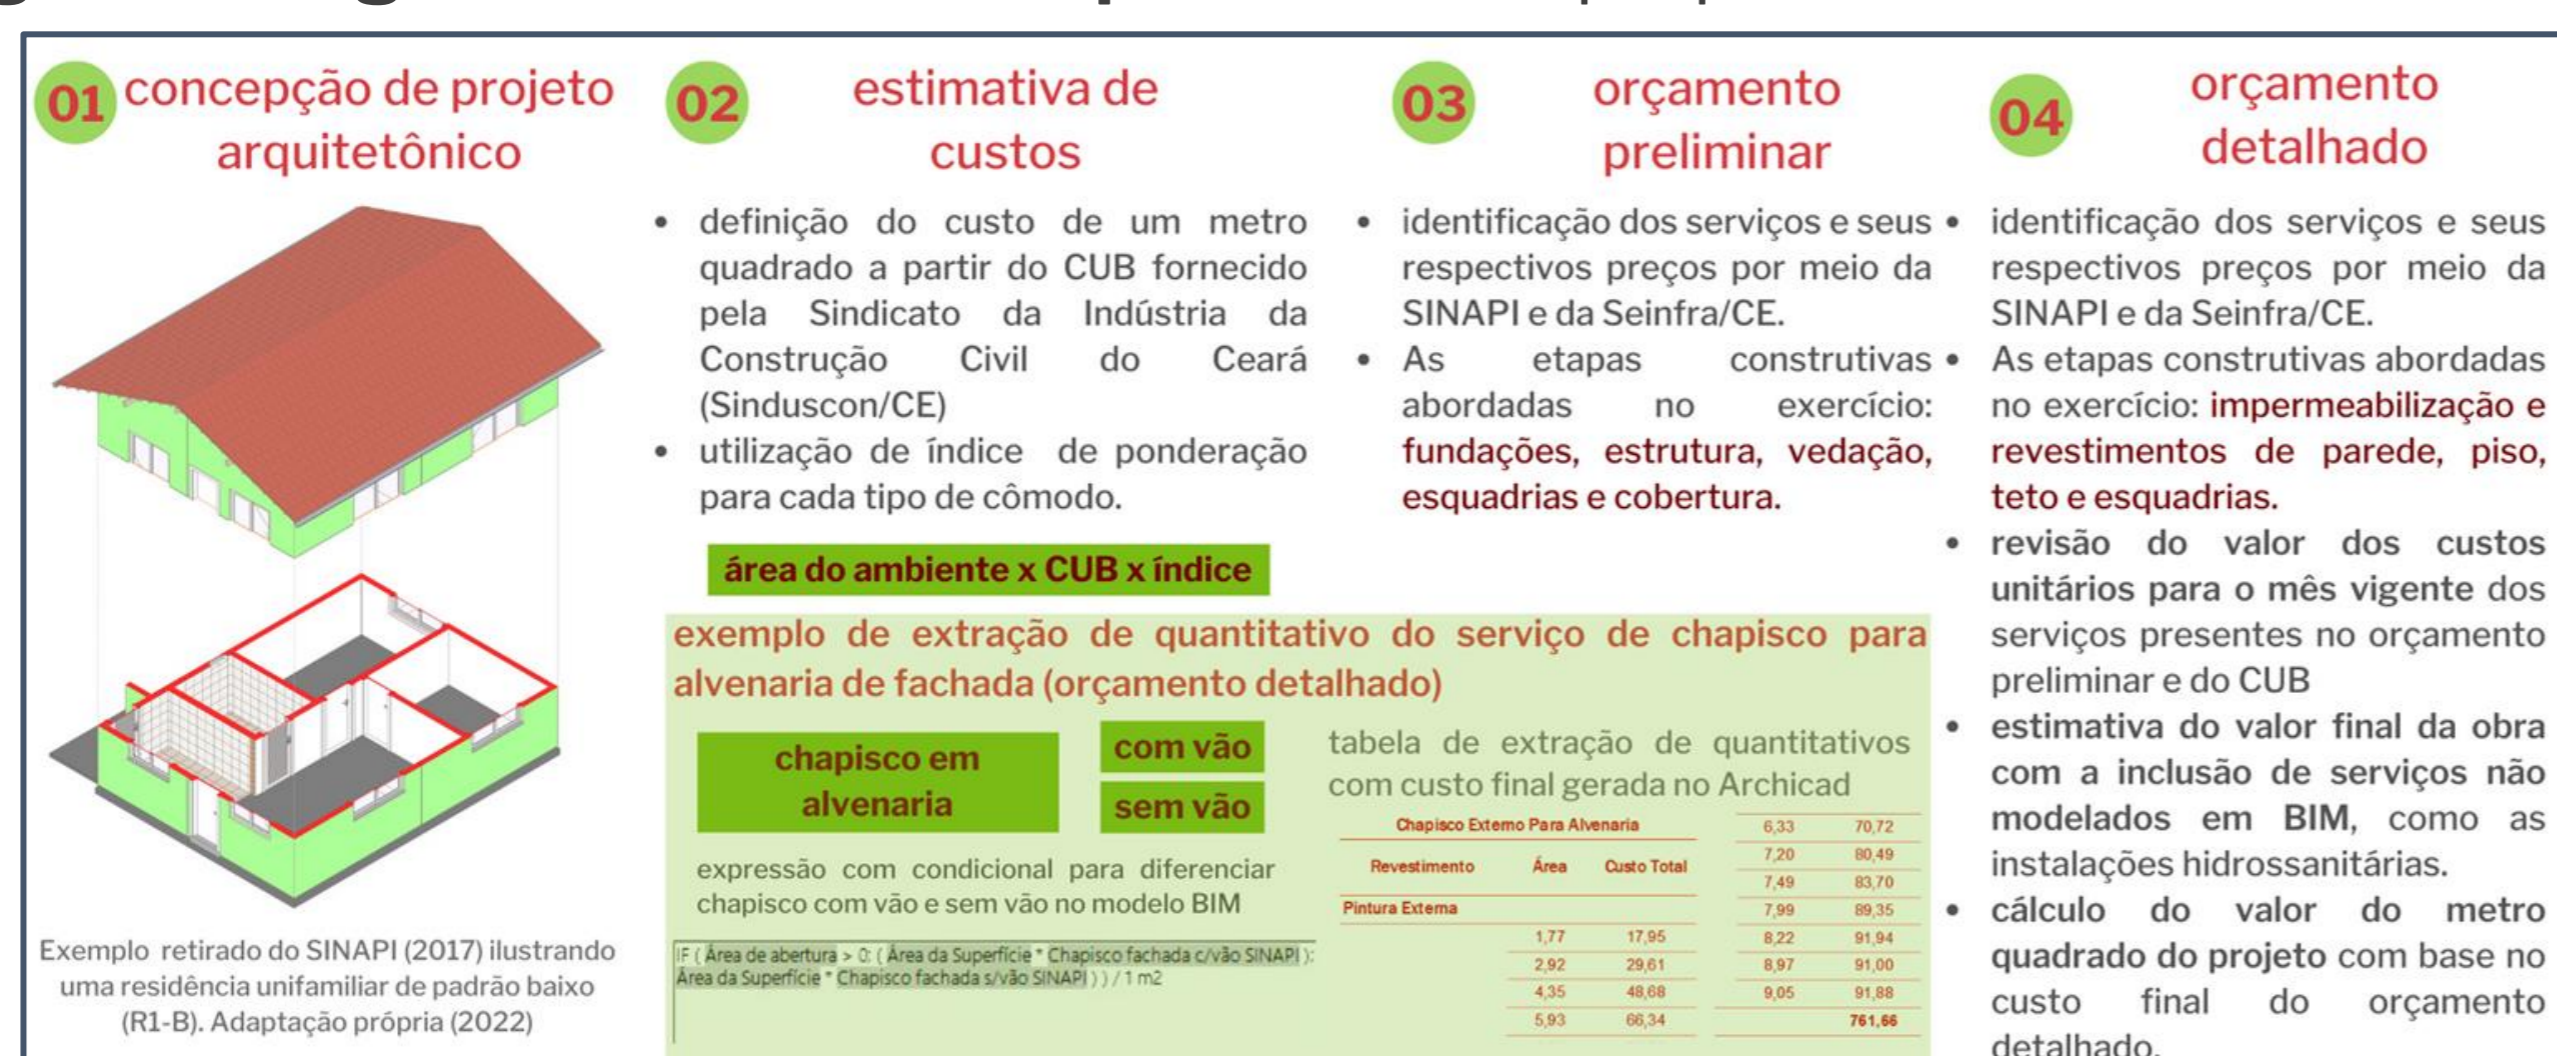 01 concepção de projeto
arquitetônico
Exemplo retirado do SINAPI (2017) ilustrando
uma residência unifamiliar de padrão baixo
(R1-B). Adaptação própria (2022)
02 estimativa de
custos
• definição do custo de um metro
quadrado a partir do CUB fornecido
pela Sindicato da Indústria da
Construção Civil do Ceará
(Sinduscon/CE)
• utilização de índice de ponderação
para cada tipo de cômodo.
área do ambiente x CUB x índice
03 orçamento
preliminar
• identificação dos serviços e seus
respectivos preços por meio da
SINAPI e da Seinfra/CE.
• As etapas construtivas
abordadas no exercício:
fundações, estrutura, vedação,
esquadrias e cobertura.
exemplo de extração de quantitativo do serviço de chapisco para
alvenaria de fachada (orçamento detalhado)
chapisco em
alvenaria
com vão
sem vão
expressão com condicional para diferenciar
chapisco com vão e sem vão no modelo BIM
IF ( Área de abertura > 0: ( Área da Superfície * Chapisco fachada c/vão SINAPI ):
Área da Superfície * Chapisco fachada s/vão SINAPI ) ) / 1 m2
tabela de extração de quantitativos
com custo final gerada no Archicad
Chapisco Externo Para Alvenaria
Revestimento Área Custo Total
Pintura Externa
1,77 17,95
2,92 29,61
4,35 48,68
5,93 66,34
6,33 70,72
7,20 80,49
7,49 83,70
7,99 89,35
8,22 91,94
8,97 91,00
9,05 91,88
761,66
04 orçamento
detalhado
• identificação dos serviços e seus
respectivos preços por meio da
SINAPI e da Seinfra/CE.
• As etapas construtivas abordadas
no exercício: impermeabilização e
revestimentos de parede, piso,
teto e esquadrias.
• revisão do valor dos custos
unitários para o mês vigente dos
serviços presentes no orçamento
preliminar e do CUB
• estimativa do valor final da obra
com a inclusão de serviços não
modelados em BIM, como as
instalações hidrossanitárias.
• cálculo do valor do metro
quadrado do projeto com base no
custo final do orçamento
detalhado.